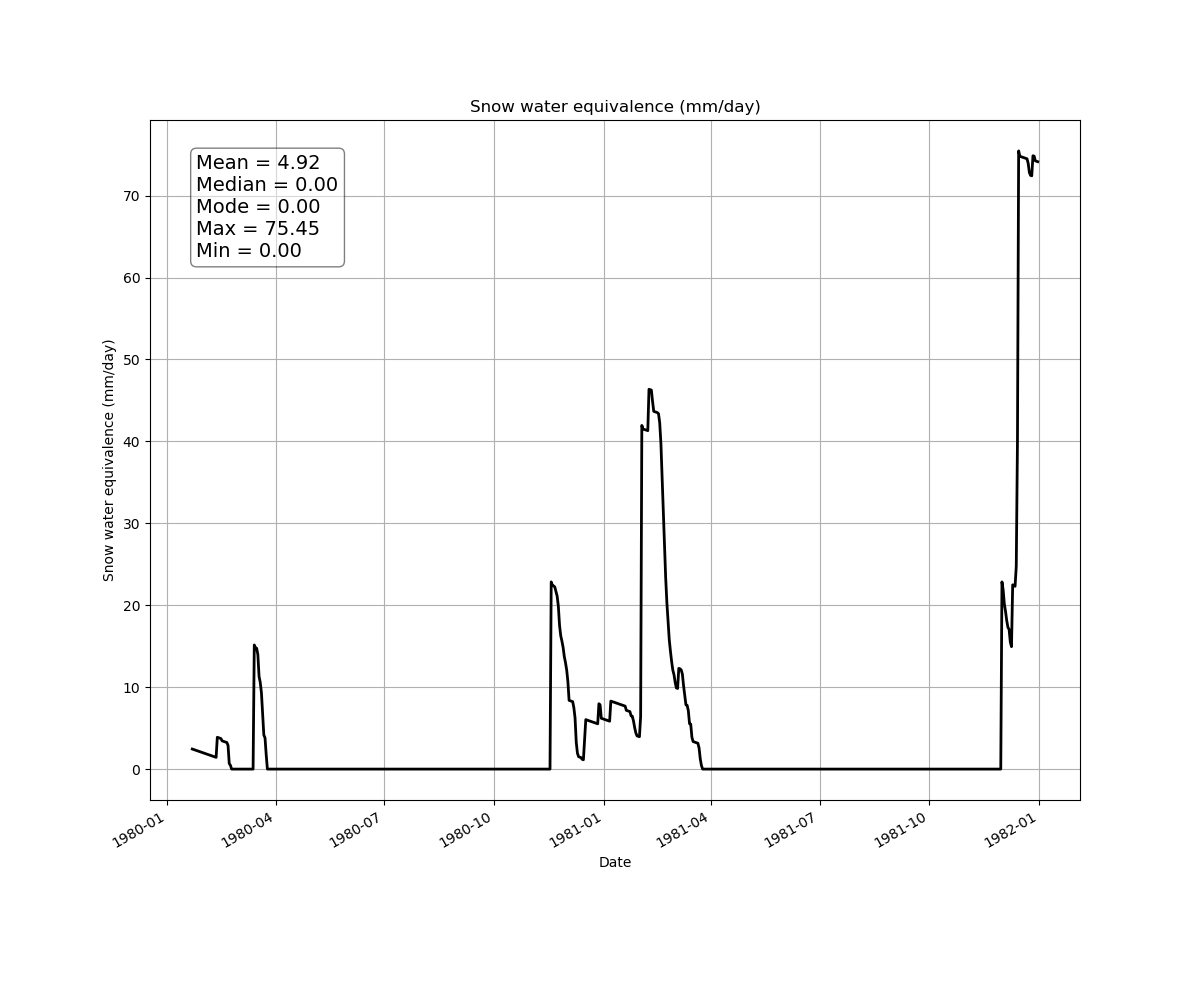 Snow water equivalence (mm/day)
Mean = 4.92
Median = 0.00
Mode = 0.00
Max = 75.45
Min = 0.00
70
60
50
40
30
20
10
0
Snow water equivalence (mm/day)
1980-01
1980-04
1980-07
1980-10
1981-01
1981-04
1981-07
1981-10
1982-01
Date